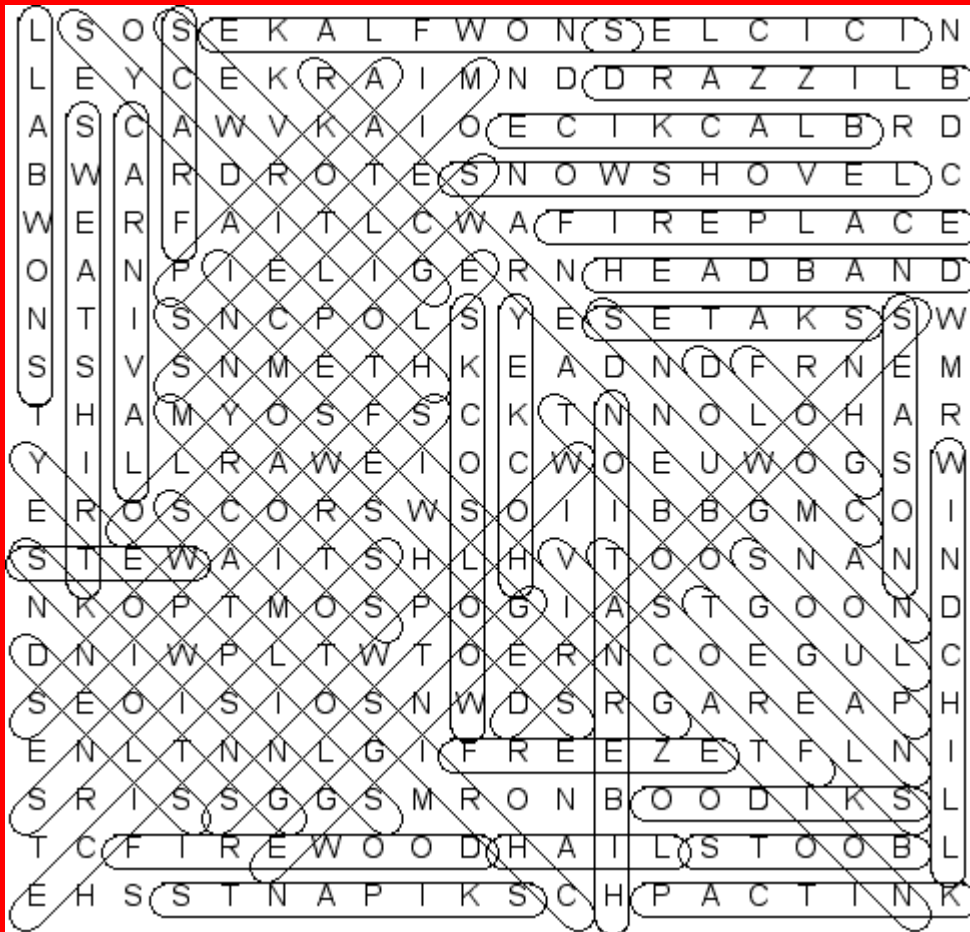 L S O S E K A L F W O N S E L C I C I N
L E Y C E K R A I M N D D R A Z Z I L B
A S C A W V K A I O E C I K C A L B R D
B W A R D R O T E S N O W S H O V E L C
W E R F A I T L C W A F I R E P L A C E
O A N P I E L I G E R N H E A D B A N D
N T I S N C P O L S Y E S E T A K S S W
S S V S N M E T H K E A D N D F R N E M
T H A M Y O S F S C K T N N O L O H A R
Y I L L R A W E I O C W O E U W O G S W
E R O S C O R S W S O I I B B G M C O I
S T E W A I T S H L H V T O O S N A N N
N K O P T M O S P O G I A S T G O O N D
D N I W P L T W T O E R N C O E G U L C
S E O I S I O S N W D S R G A R E A P H
E N L T N N L G I F R E E Z E T F L N I
S R I S S G G S M R O N B O O D I K S L
T C F I R E W O O D H A I L S T O O B L
E H S S T N A P I K S C H P A C T I N K